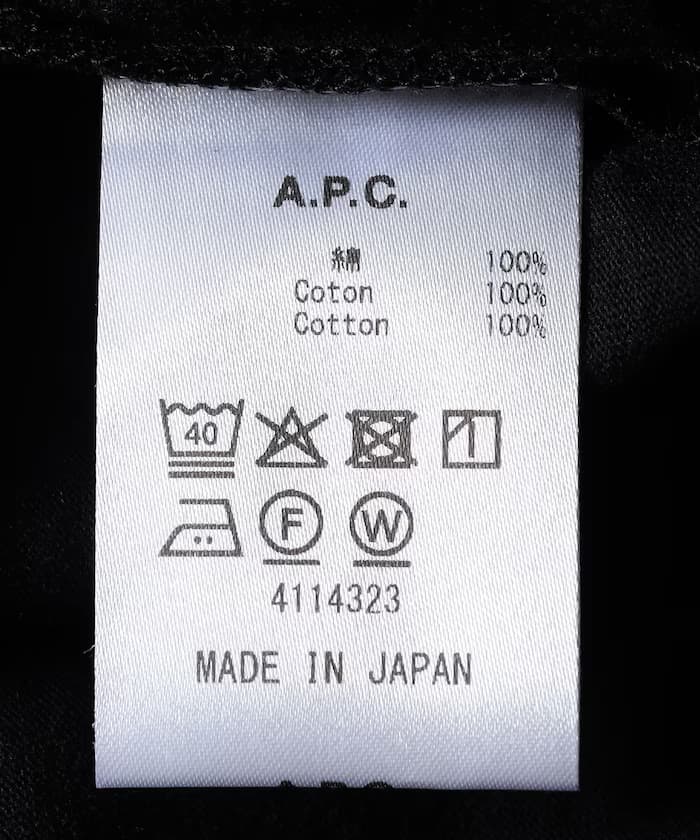 A.P.C.
綿 100%
Coton 100%
Cotton 100%
40
F W
4114323
MADE IN JAPAN